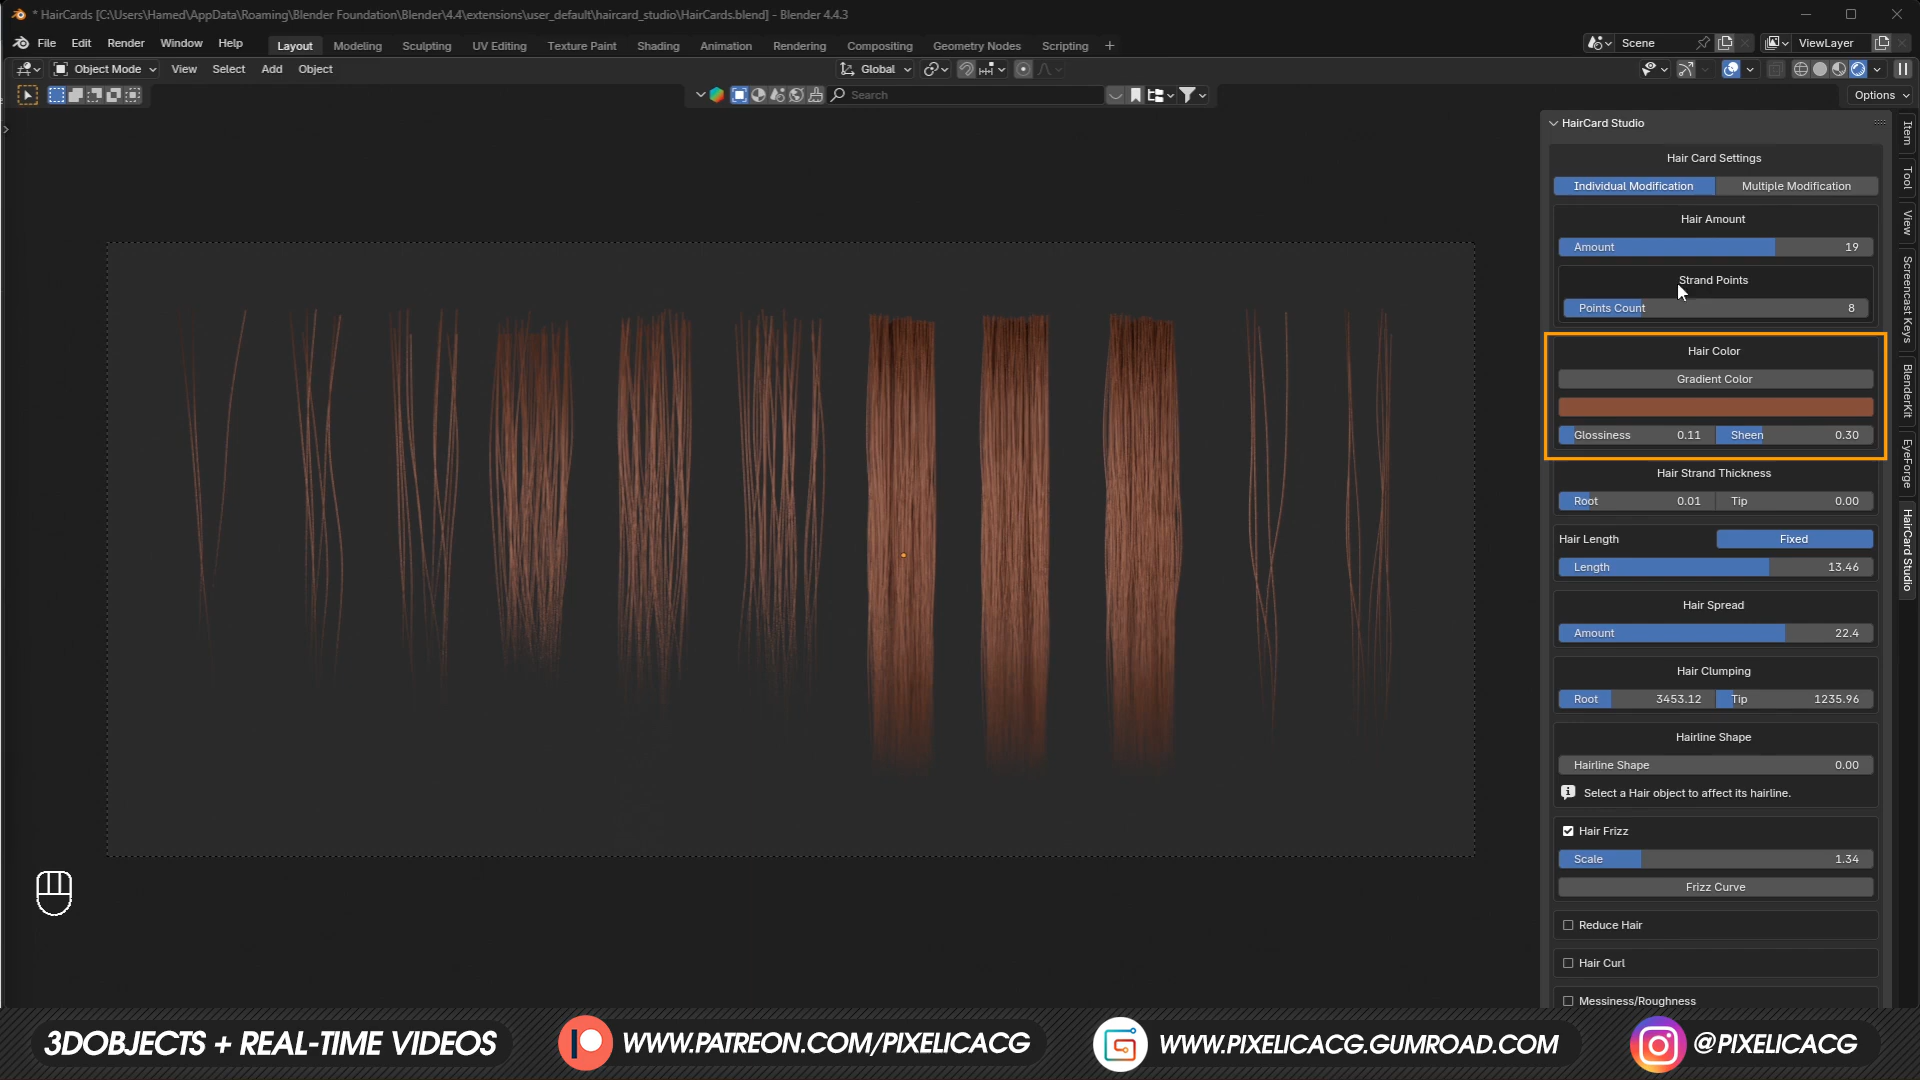 * HairCards [C:\Users\Hamed\AppData\Roaming\Blender Foundation\Blender\4.4\extensions\user_default\haircard_studio\HairCards.blend] - Blender 4.4.3
File Edit Render Window Help Layout Modeling Sculpting UV Editing Texture Paint Shading Animation Rendering Compositing Geometry Nodes Scripting + Scene ViewLayer
Object Mode View Select Add Object Global
Search Options
HairCard Studio
Hair Card Settings
Individual Modification Multiple Modification
Hair Amount
Amount 19
Strand Points
Points Count 8
Hair Color
Gradient Color
Glossiness 0.11 Sheen 0.30
Hair Strand Thickness
Root 0.01 Tip 0.00
Hair Length Fixed
Length 13.46
Hair Spread
Amount 22.4
Hair Clumping
Root 3453.12 Tip 1235.96
Hairline Shape
Hairline Shape 0.00
Select a Hair object to affect its hairline.
Hair Frizz
Scale 1.34
Frizz Curve
Reduce Hair
Hair Curl
Messiness/Roughness
Item
Tool
View
Screencast Keys
BlenderKit
EyeForge
HairCard Studio
3DOBJECTS + REAL-TIME VIDEOS WWW.PATREON.COM/PIXELICACG WWW.PIXELICACG.GUMROAD.COM @PIXELICACG